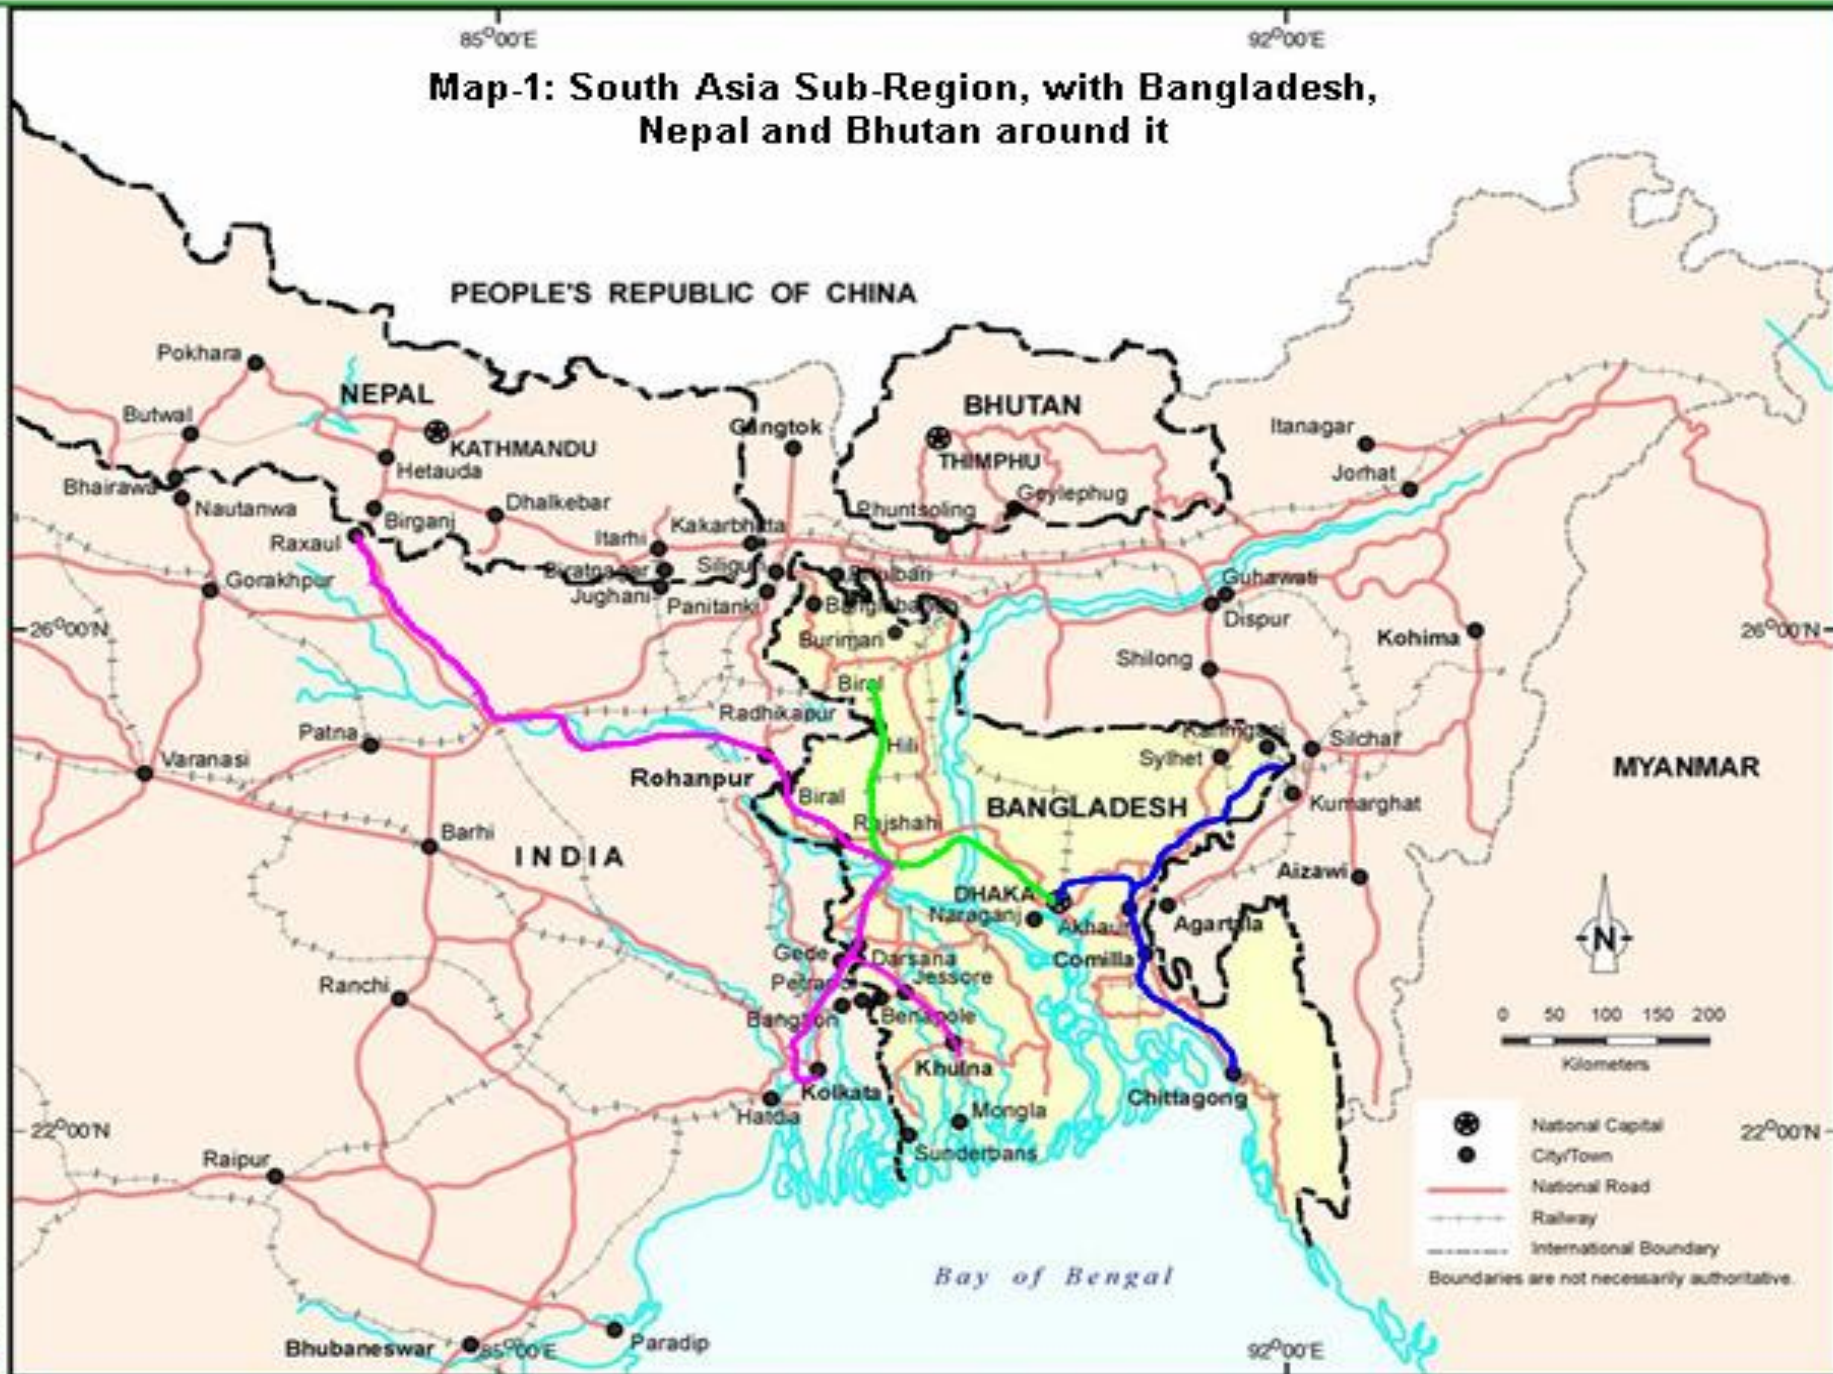 85°00'E
92°00'E
Map-1: South Asia Sub-Region, with Bangladesh,
Nepal and Bhutan around it
PEOPLE'S REPUBLIC OF CHINA
Pokhara
NEPAL
BHUTAN
Butwal
Gangtok
Itanagar
KATHMANDU
THIMPHU
Hetauda
Jorhat
Bhairawa
Nautanwa
Dhalkebar
Geylephug
Phuntsoling
Birganj
Kakarbhitta
Raxaul
Itarhi
Biratnagar
Siliguri
Gorakhpur
Jughani
Panitanki
Guhawati
Dispur
26°00'N
Burimari
Kohima
26°00'N
Shilong
Biral
Radhikapur
Patna
Hili
Karimganj
Silchar
Varanasi
Sylhet
MYANMAR
Rohanpur
Biral
BANGLADESH
Kumarghat
Rajshahi
Barhi
INDIA
Aizawl
DHAKA
Naraganj
Akhaura
Agartala
Gede
Darsana
Comilla
Ranchi
Jessore
Benapole
0 50 100 150 200
Kilometers
Khulna
Kolkata
Chittagong
Haldia
Mongla
National Capital
22°00'N
22°00'N
Sunderbans
City/Town
Raipur
National Road
Railway
International Boundary
Bay of Bengal
Boundaries are not necessarily authoritative.
Paradip
Bhubaneswar
85°00'E
92°00'E
N